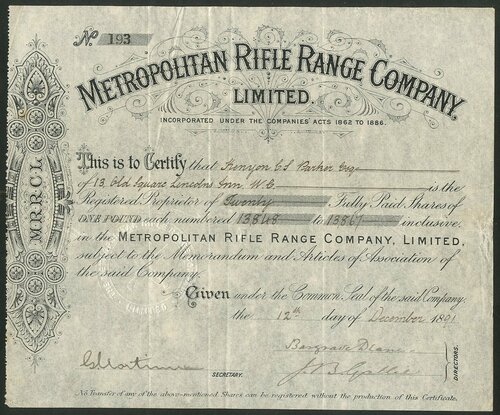 No. 193
METROPOLITAN RIFLE RANGE COMPANY,
LIMITED.
INCORPORATED UNDER THE COMPANIES' ACTS 1862 TO 1886.
This is to Certify that Kenyon C S Parker Esq
of 13 Old Square Lincolns Inn W.C. is the
Registered Proprietor of Twenty Fully Paid Shares of
ONE POUND each numbered 13848 to 13867 inclusive,
in the METROPOLITAN RIFLE RANGE COMPANY, LIMITED,
subject to the Memorandum and Articles of Association of
the said Company.
Given under the Common Seal of the said Company,
the 12th day of December 1891
Bargrave Deane
SECRETARY.
DIRECTORS.
No Transfer of any of the above-mentioned Shares can be registered without the production of this Certificate.
M.R.R.C.L.